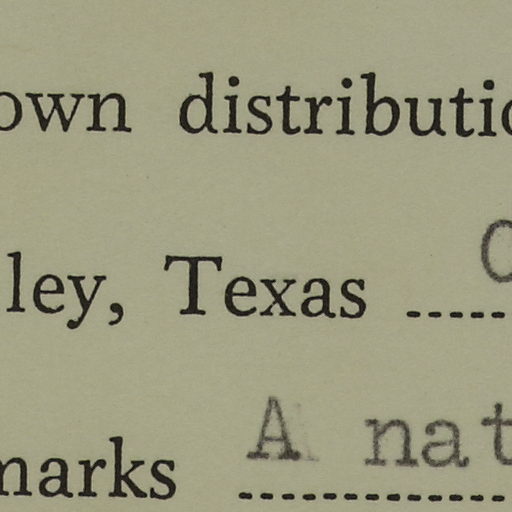 own distributio
ley, Texas
marks A nat